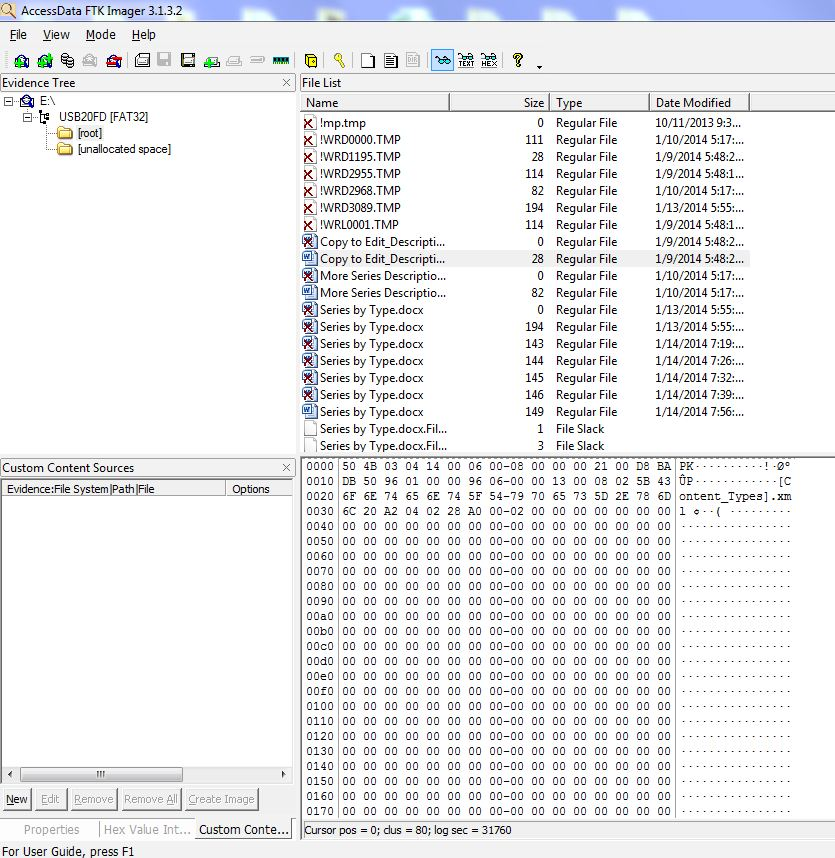 AccessData FTK Imager 3.1.3.2
File View Mode Help
Evidence Tree
E:\
USB20FD [FAT32]
[root]
[unallocated space]
File List
Name Size Type Date Modified
!mp.tmp 0 Regular File 10/11/2013 9:3...
!WRD0000.TMP 111 Regular File 1/10/2014 5:17:...
!WRD1195.TMP 28 Regular File 1/9/2014 5:48:2...
!WRD2955.TMP 114 Regular File 1/9/2014 5:48:1...
!WRD2968.TMP 82 Regular File 1/10/2014 5:17:...
!WRD3089.TMP 194 Regular File 1/13/2014 5:55:...
!WRL0001.TMP 114 Regular File 1/9/2014 5:48:1...
Copy to Edit_Descripti... 0 Regular File 1/9/2014 5:48:2...
Copy to Edit_Descripti... 28 Regular File 1/9/2014 5:48:2...
More Series Descriptio... 0 Regular File 1/10/2014 5:17:...
More Series Descriptio... 82 Regular File 1/10/2014 5:17:...
Series by Type.docx 0 Regular File 1/13/2014 5:55:...
Series by Type.docx 194 Regular File 1/13/2014 5:55:...
Series by Type.docx 143 Regular File 1/14/2014 7:19:...
Series by Type.docx 144 Regular File 1/14/2014 7:26:...
Series by Type.docx 145 Regular File 1/14/2014 7:32:...
Series by Type.docx 146 Regular File 1/14/2014 7:39:...
Series by Type.docx 149 Regular File 1/14/2014 7:56:...
Series by Type.docx.Fil... 1 File Slack
Series by Type.docx.Fil... 3 File Slack
Custom Content Sources
Evidence:File System|Path|File Options
New Edit Remove Remove All Create Image
Properties Hex Value Int... Custom Conte...
0000 50 4B 03 04 14 00 06 00-08 00 00 00 21 00 D8 BA PK··········!·Øº
0010 DB 50 96 01 00 00 96 06-00 00 13 00 08 02 5B 43 ÛP············[C
0020 6F 6E 74 65 6E 74 5F 54-79 70 65 73 5D 2E 78 6D ontent_Types].xm
0030 6C 20 A2 04 02 28 A0 00-02 00 00 00 00 00 00 00 l ¢··( ·········
0040 00 00 00 00 00 00 00 00-00 00 00 00 00 00 00 00 ················
0050 00 00 00 00 00 00 00 00-00 00 00 00 00 00 00 00 ················
0060 00 00 00 00 00 00 00 00-00 00 00 00 00 00 00 00 ················
0070 00 00 00 00 00 00 00 00-00 00 00 00 00 00 00 00 ················
0080 00 00 00 00 00 00 00 00-00 00 00 00 00 00 00 00 ················
0090 00 00 00 00 00 00 00 00-00 00 00 00 00 00 00 00 ················
00a0 00 00 00 00 00 00 00 00-00 00 00 00 00 00 00 00 ················
00b0 00 00 00 00 00 00 00 00-00 00 00 00 00 00 00 00 ················
00c0 00 00 00 00 00 00 00 00-00 00 00 00 00 00 00 00 ················
00d0 00 00 00 00 00 00 00 00-00 00 00 00 00 00 00 00 ················
00e0 00 00 00 00 00 00 00 00-00 00 00 00 00 00 00 00 ················
00f0 00 00 00 00 00 00 00 00-00 00 00 00 00 00 00 00 ················
0100 00 00 00 00 00 00 00 00-00 00 00 00 00 00 00 00 ················
0110 00 00 00 00 00 00 00 00-00 00 00 00 00 00 00 00 ················
0120 00 00 00 00 00 00 00 00-00 00 00 00 00 00 00 00 ················
0130 00 00 00 00 00 00 00 00-00 00 00 00 00 00 00 00 ················
0140 00 00 00 00 00 00 00 00-00 00 00 00 00 00 00 00 ················
0150 00 00 00 00 00 00 00 00-00 00 00 00 00 00 00 00 ················
0160 00 00 00 00 00 00 00 00-00 00 00 00 00 00 00 00 ················
0170 00 00 00 00 00 00 00 00-00 00 00 00 00 00 00 00 ················
Cursor pos = 0; clus = 80; log sec = 31760
For User Guide, press F1